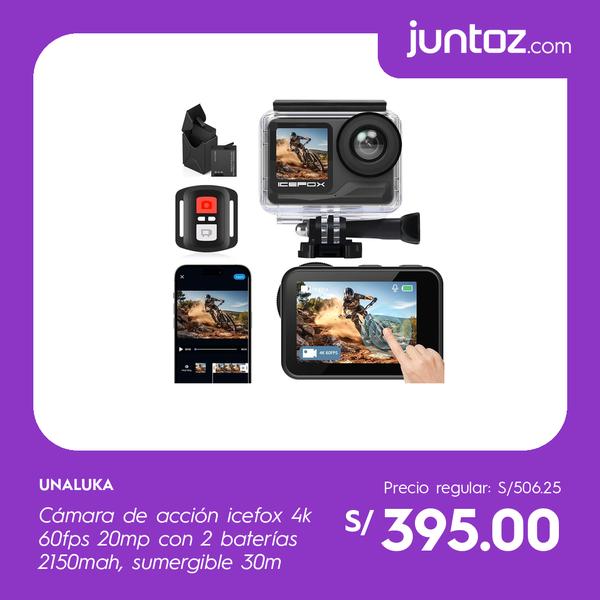 juntoz.com
ICEFOX
4K 60FPS
UNALUKA
Cámara de acción icefox 4k
60fps 20mp con 2 baterías
2150mah, sumergible 30m
Precio regular: S/506.25
S/ 395.00